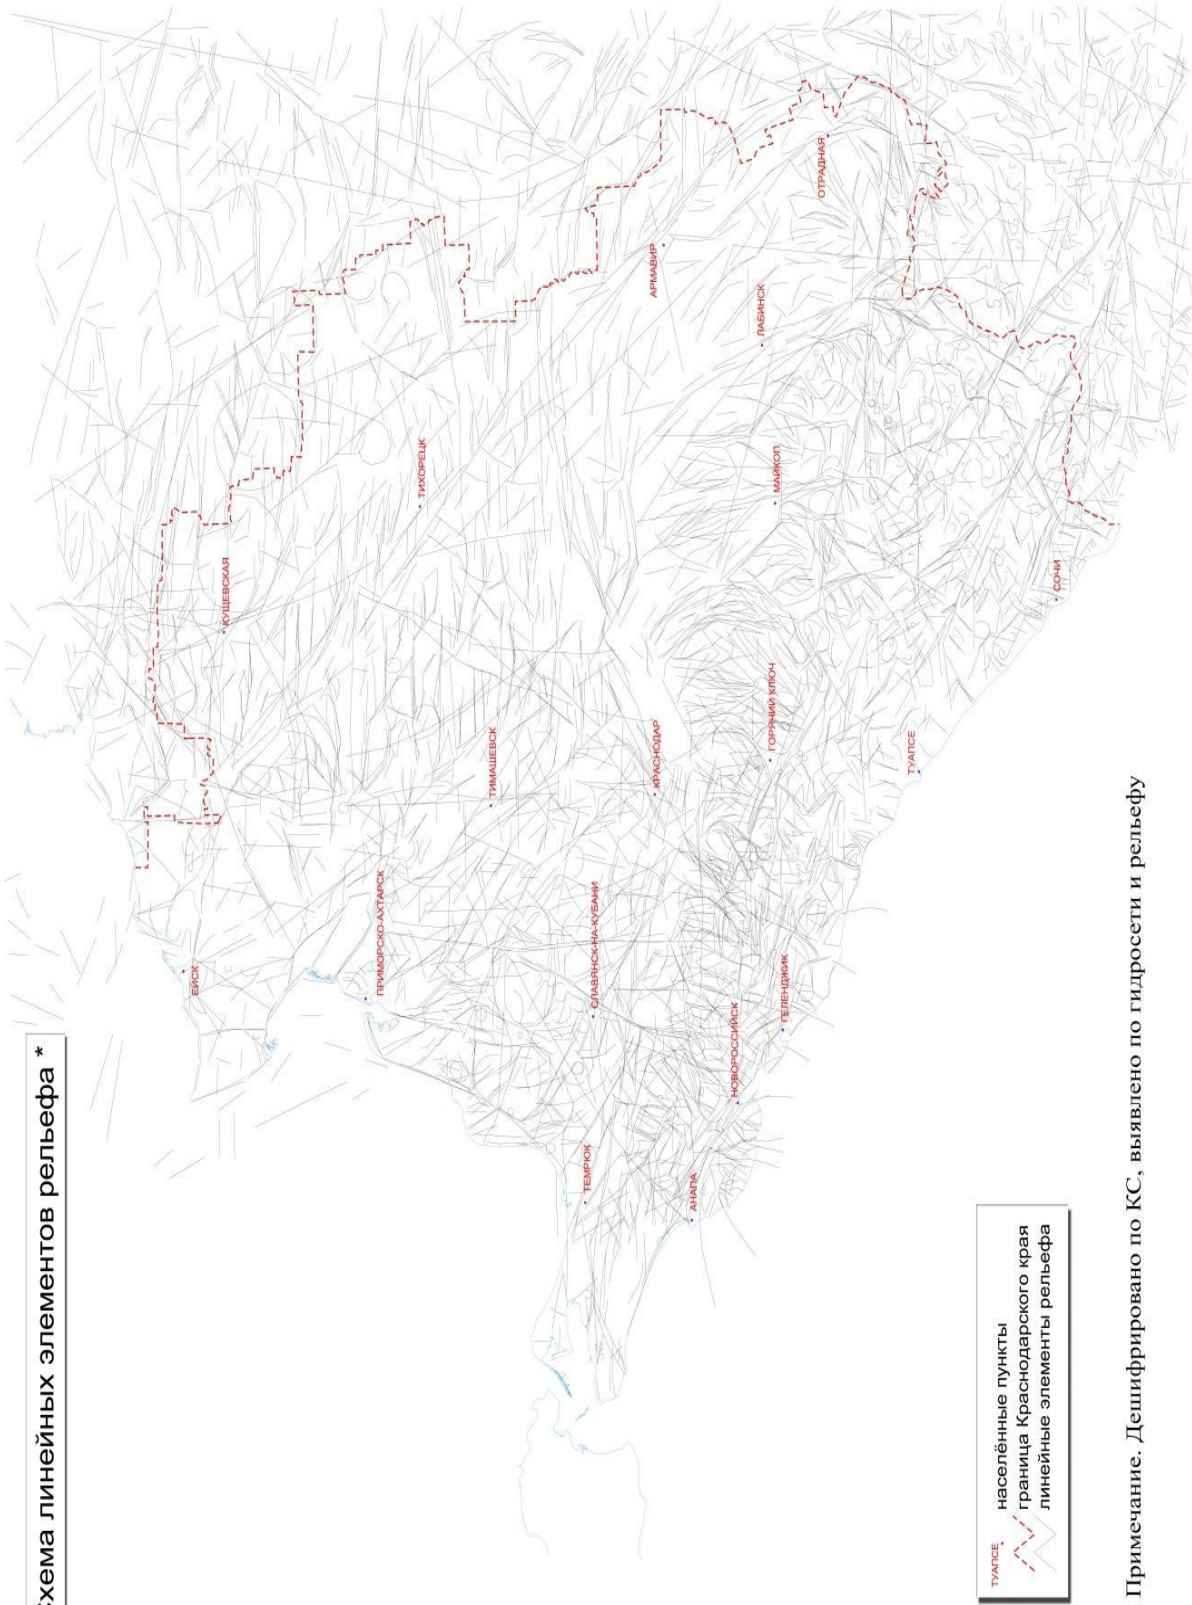 Схема линейных элементов рельефа *
ЕЙСК
КУЩЕВСКАЯ
ПРИМОРСКО-АХТАРСК
ТИХОРЕЦК
ТИМАШЕВСК
ТЕМРЮК
СЛАВЯНСК-НА-КУБАНИ
КРАСНОДАР
АРМАВИР
АНАПА
НОВОРОССИЙСК
ГОРЯЧИЙ КЛЮЧ
ЛАБИНСК
ГЕЛЕНДЖИК
МАЙКОП
ОТРАДНАЯ
ТУАПСЕ
СОЧИ
ТУАПСЕ населённые пункты
граница Краснодарского края
линейные элементы рельефа
Примечание. Дешифрировано по КС, выявлено по гидросети и рельефу